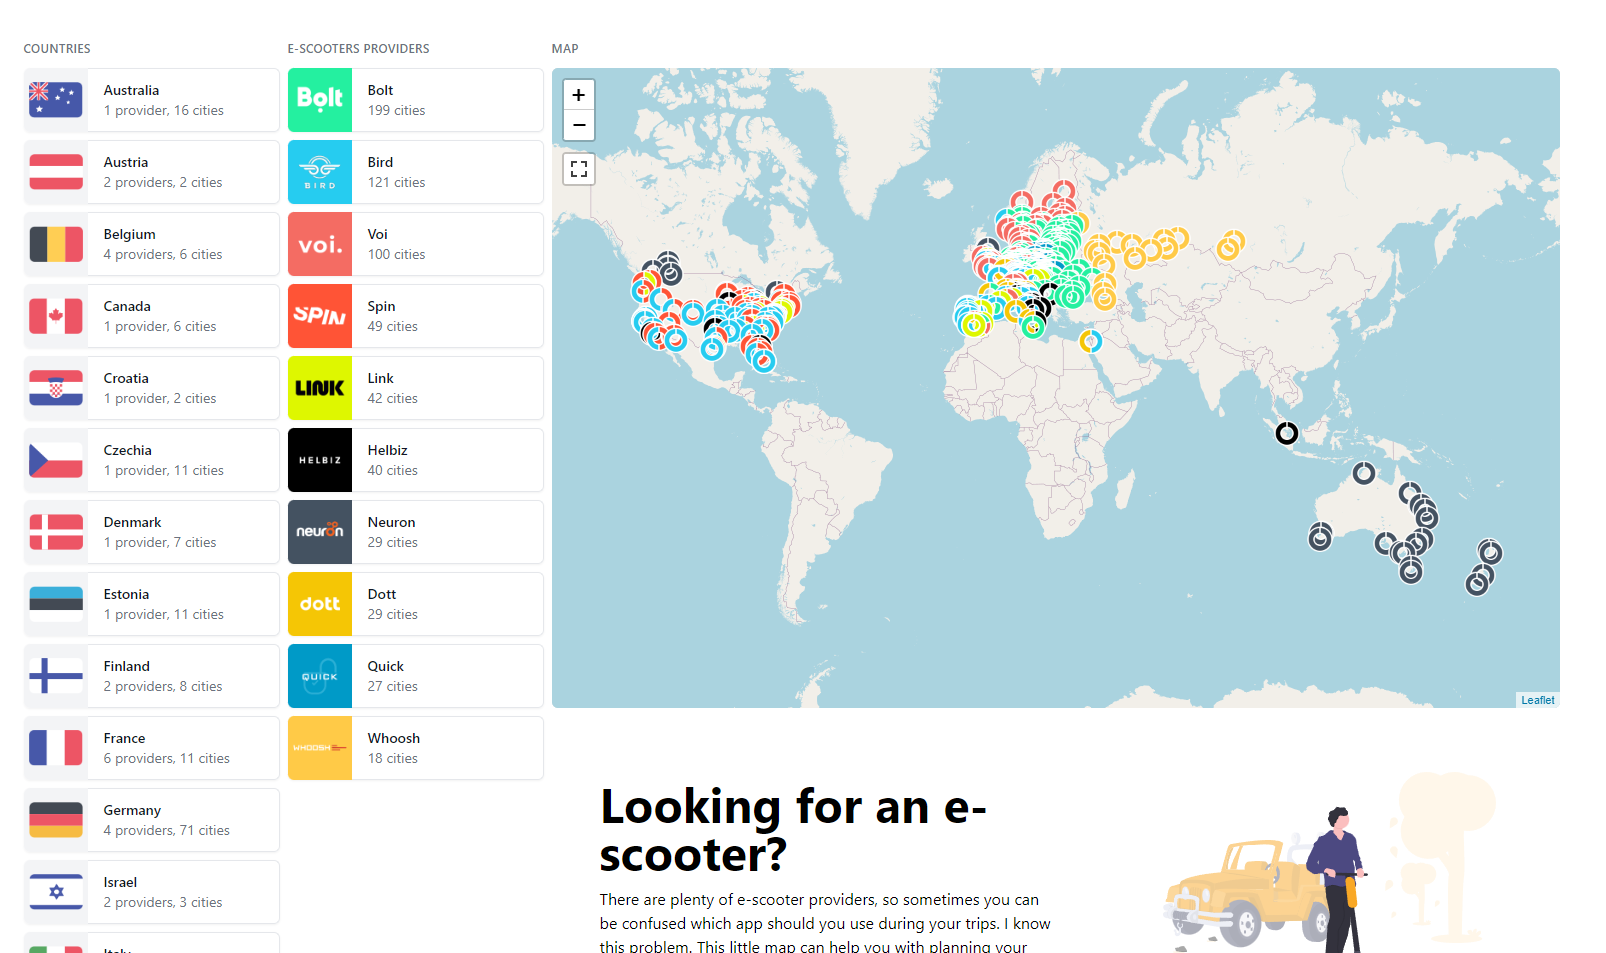 COUNTRIES
Australia
1 provider, 16 cities
Austria
2 providers, 2 cities
Belgium
4 providers, 6 cities
Canada
1 provider, 6 cities
Croatia
1 provider, 2 cities
Czechia
1 provider, 11 cities
Denmark
1 provider, 7 cities
Estonia
1 provider, 11 cities
Finland
2 providers, 8 cities
France
6 providers, 11 cities
Germany
4 providers, 71 cities
Israel
2 providers, 3 cities
Italy
E-SCOOTERS PROVIDERS
Bolt
Bolt
199 cities
BIRD
Bird
121 cities
voi.
Voi
100 cities
SPIN
Spin
49 cities
LINK
Link
42 cities
HELBIZ
Helbiz
40 cities
neuron
Neuron
29 cities
dott
Dott
29 cities
QUICK
Quick
27 cities
WHOOSH
Whoosh
18 cities
MAP
+
−
Leaflet
Looking for an e-
scooter?
There are plenty of e-scooter providers, so sometimes you can
be confused which app should you use during your trips. I know
this problem. This little map can help you with planning your